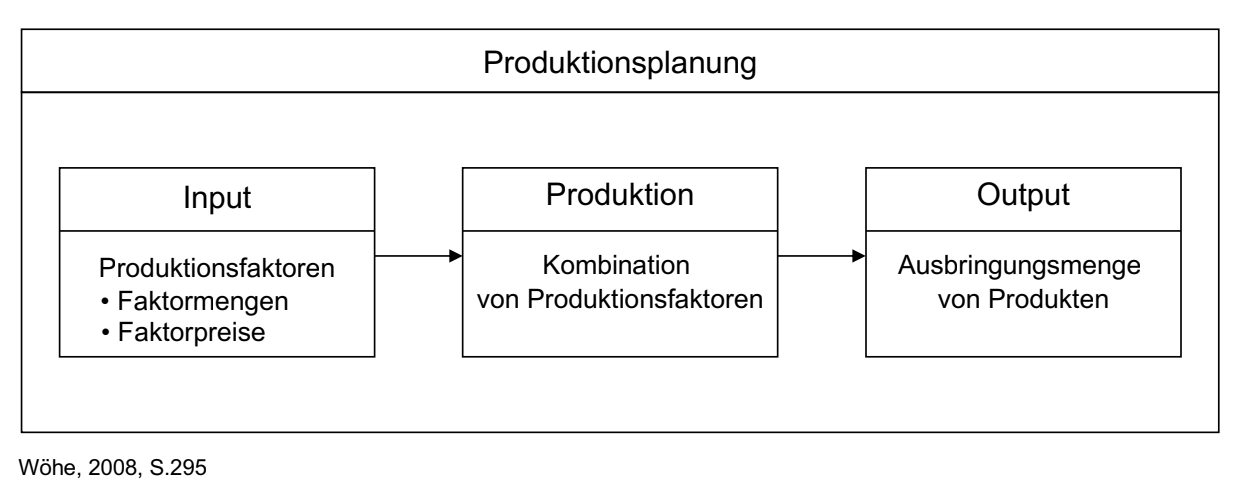 Produktionsplanung
Input
Produktionsfaktoren
• Faktormengen
• Faktorpreise
Produktion
Kombination
von Produktionsfaktoren
Output
Ausbringungsmenge
von Produkten
Wöhe, 2008, S.295